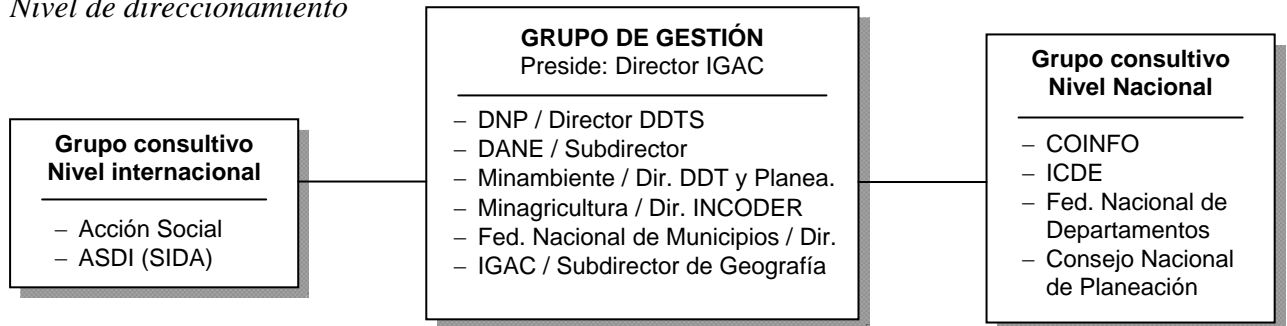 Nivel de direccionamiento
Grupo consultivo
Nivel internacional
– Acción Social
– ASDI (SIDA)
GRUPO DE GESTIÓN
Preside: Director IGAC
– DNP / Director DDTS
– DANE / Subdirector
– Minambiente / Dir. DDT y Planea.
– Minagricultura / Dir. INCODER
– Fed. Nacional de Municipios / Dir.
– IGAC / Subdirector de Geografía
Grupo consultivo
Nivel Nacional
– COINFO
– ICDE
– Fed. Nacional de
Departamentos
– Consejo Nacional
de Planeación